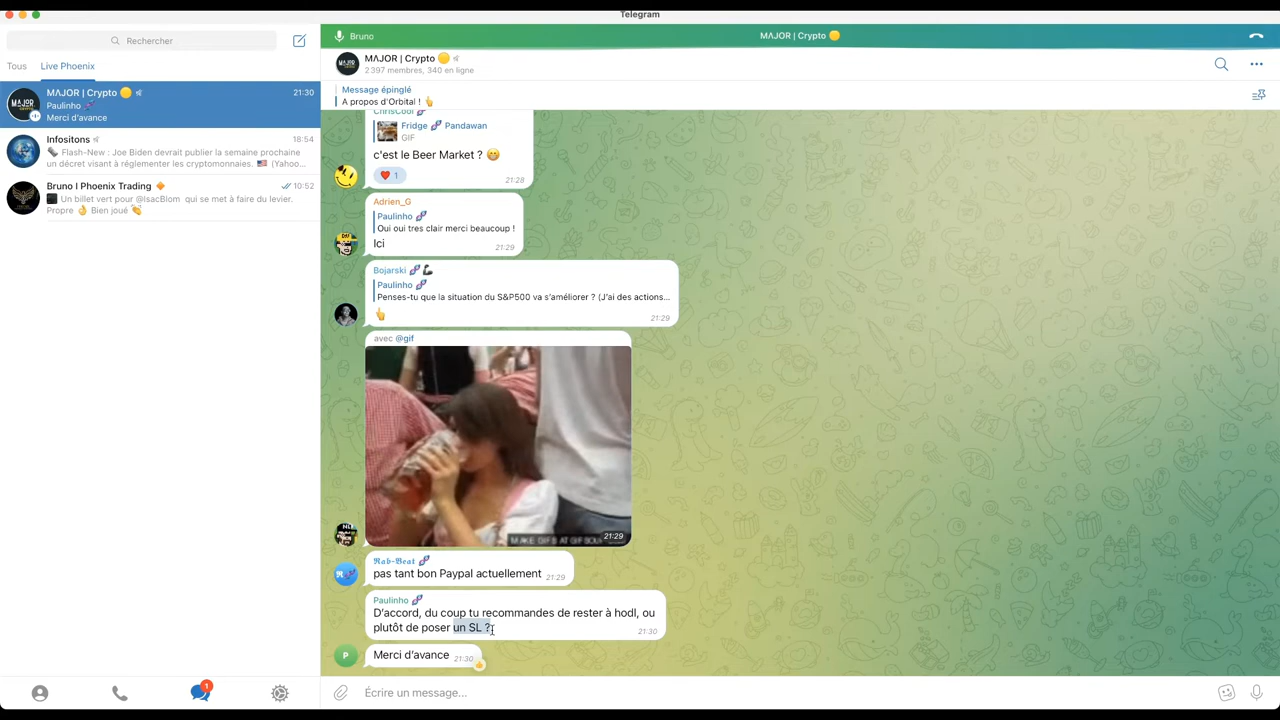 Telegram
Rechercher
Tous
Live Phoenix
MΛJOR | Crypto 🟡
21:30
Paulinho 🧬
Merci d'avance
Infositons
18:54
🗞️ Flash-New : Joe Biden devrait publier la semaine prochaine
un décret visant à réglementer les cryptomonnaies. 🇺🇸 (Yahoo...
Bruno l Phoenix Trading 🔸
10:52
Un billet vert pour @IsacBlom qui se met à faire du levier.
Propre 👌 Bien joué 👏
1
Bruno
MΛJOR | Crypto 🟡
MΛJOR | Crypto 🟡
2 397 membres, 340 en ligne
Message épinglé
A propos d'Orbital ! 👆
ChrisCool 🧬
Fridge 🧬 Pandawan
GIF
c'est le Beer Market ? 🤭
❤️ 1
21:28
Adrien_G
Paulinho 🧬
Oui oui tres clair merci beaucoup !
Ici
21:29
Bojarski 🧬 🦾
Paulinho 🧬
Penses-tu que la situation du S&P500 va s'améliorer ? (J'ai des actions...
👆
21:29
avec @gif
21:29
𝕽𝖆𝖇-𝕭𝖊𝖆𝖙 🧬
pas tant bon Paypal actuellement
21:29
Paulinho 🧬
D'accord, du coup tu recommandes de rester à hodl, ou
plutôt de poser un SL ?
21:30
P
Merci d'avance
21:30
Écrire un message...